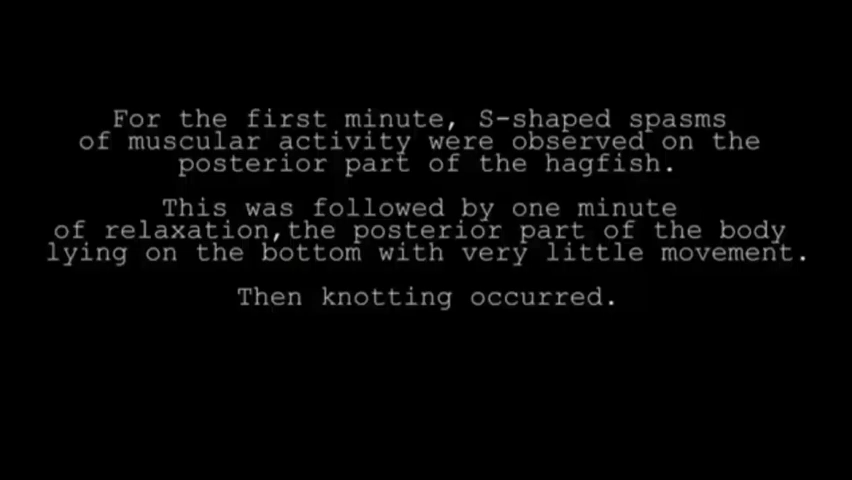 For the first minute, S-shaped spasms
of muscular activity were observed on the
posterior part of the hagfish.
This was followed by one minute
of relaxation,the posterior part of the body
lying on the bottom with very little movement.
Then knotting occurred.